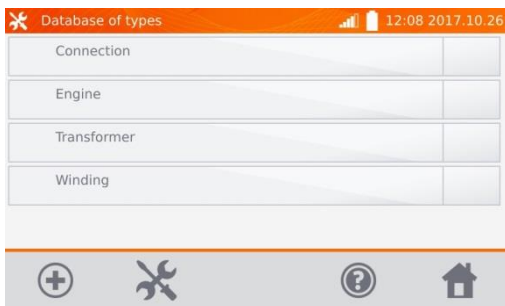 Database of types 12:08 2017.10.26
Connection
Engine
Transformer
Winding
?